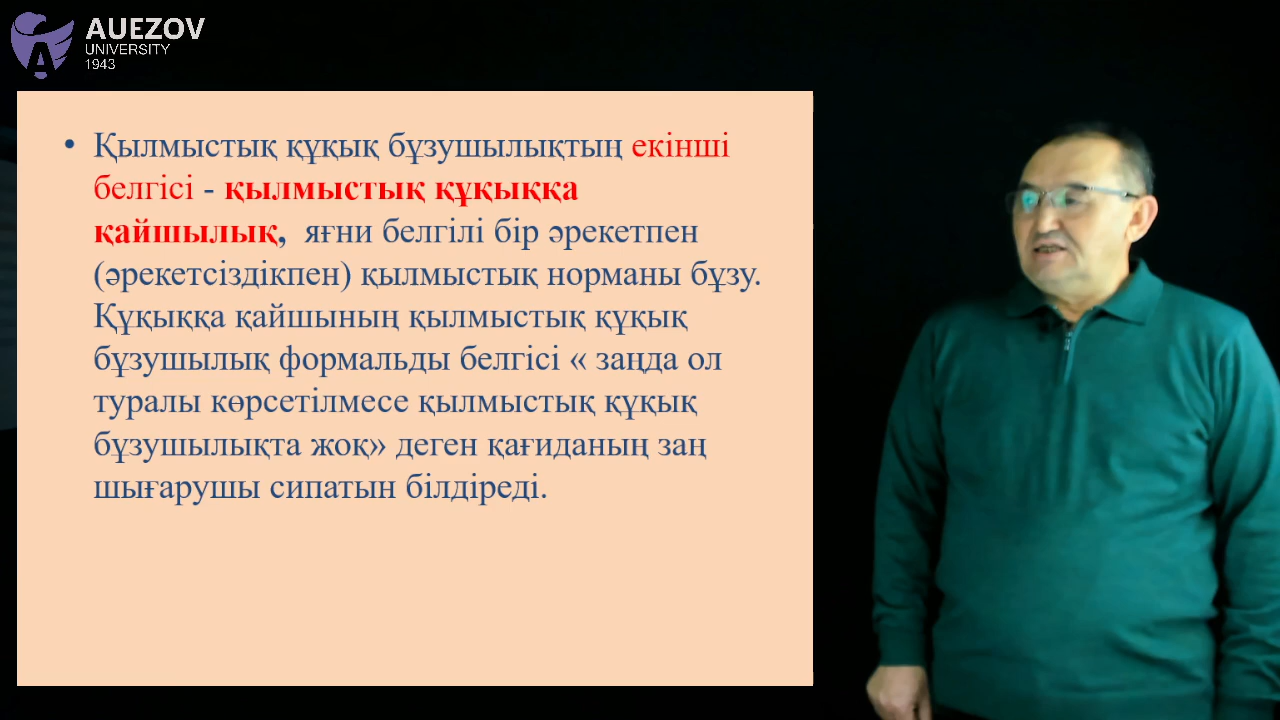 AUEZOV
UNIVERSITY
1943
• Қылмыстық құқық бұзушылықтың екінші
белгісі - қылмыстық құқыққа
қайшылық,  яғни белгілі бір әрекетпен
(әрекетсіздікпен) қылмыстық норманы бұзу.
Құқыққа қайшының қылмыстық құқық
бұзушылық формальды белгісі « заңда ол
туралы көрсетілмесе қылмыстық құқық
бұзушылықта жоқ» деген қағиданың заң
шығарушы сипатын білдіреді.